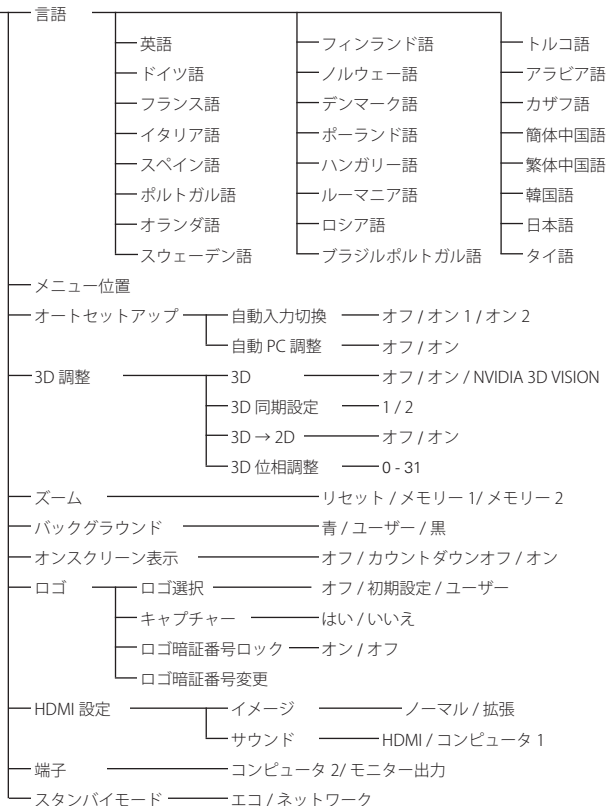 言語
英語 フィンランド語 トルコ語
ドイツ語 ノルウェー語 アラビア語
フランス語 デンマーク語 カザフ語
イタリア語 ポーランド語 簡体中国語
スペイン語 ハンガリー語 繁体中国語
ポルトガル語 ルーマニア語 韓国語
オランダ語 ロシア語 日本語
スウェーデン語 ブラジルポルトガル語 タイ語
メニュー位置
オートセットアップ 自動入力切換 オフ / オン 1 / オン 2
自動 PC 調整 オフ / オン
3D 調整 3D オフ / オン / NVIDIA 3D VISION
3D 同期設定 1 / 2
3D → 2D オフ / オン
3D 位相調整 0 - 31
ズーム リセット / メモリー 1/ メモリー 2
バックグラウンド 青 / ユーザー / 黒
オンスクリーン表示 オフ / カウントダウンオフ / オン
ロゴ ロゴ選択 オフ / 初期設定 / ユーザー
キャプチャー はい / いいえ
ロゴ暗証番号ロック オン / オフ
ロゴ暗証番号変更
HDMI 設定 イメージ ノーマル / 拡張
サウンド HDMI / コンピュータ 1
端子 コンピュータ 2/ モニター出力
スタンバイモード エコ / ネットワーク